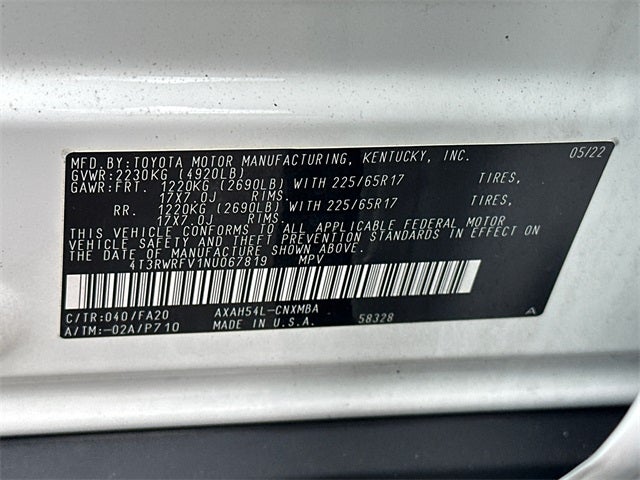 MFD.BY:TOYOTA MOTOR MANUFACTURING, KENTUCKY, INC. 05/22
GVWR:2230KG (4920LB)
GAWR:FRT. 1220KG (2690LB) WITH 225/65R17 TIRES,
17X7.0J RIMS.
RR. 1220KG (2690LB) WITH 225/65R17 TIRES,
17X7.0J RIMS.
THIS VEHICLE CONFORMS TO ALL APPLICABLE FEDERAL MOTOR
VEHICLE SAFETY AND THEFT PREVENTION STANDARDS IN EFFECT ON
THE DATE OF MANUFACTURE SHOWN ABOVE.
4T3RWRFV1NU067819 MPV
C/TR:040/FA20 AXAH54L-CNXMBA
A/TM:-02A/P710 MADE IN U.S.A. 58328 A